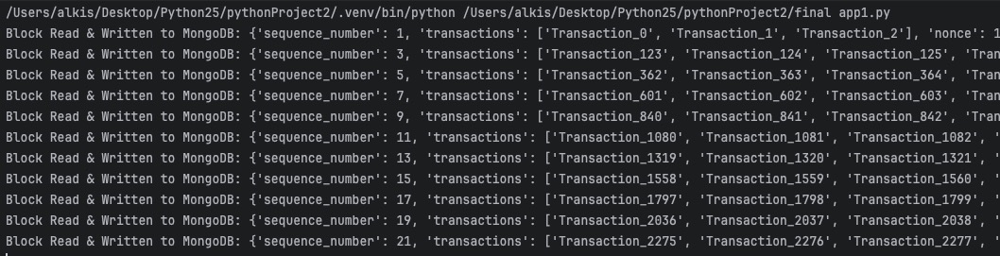 /Users/alkis/Desktop/Python25/pythonProject2/.venv/bin/python /Users/alkis/Desktop/Python25/pythonProject2/final app1.py
Block Read & Written to MongoDB: {'sequence_number': 1, 'transactions': ['Transaction_0', 'Transaction_1', 'Transaction_2'], 'nonce': 1
Block Read & Written to MongoDB: {'sequence_number': 3, 'transactions': ['Transaction_123', 'Transaction_124', 'Transaction_125', 'Tran
Block Read & Written to MongoDB: {'sequence_number': 5, 'transactions': ['Transaction_362', 'Transaction_363', 'Transaction_364', 'Tran
Block Read & Written to MongoDB: {'sequence_number': 7, 'transactions': ['Transaction_601', 'Transaction_602', 'Transaction_603', 'Tran
Block Read & Written to MongoDB: {'sequence_number': 9, 'transactions': ['Transaction_840', 'Transaction_841', 'Transaction_842', 'Tran
Block Read & Written to MongoDB: {'sequence_number': 11, 'transactions': ['Transaction_1080', 'Transaction_1081', 'Transaction_1082', '
Block Read & Written to MongoDB: {'sequence_number': 13, 'transactions': ['Transaction_1319', 'Transaction_1320', 'Transaction_1321', '
Block Read & Written to MongoDB: {'sequence_number': 15, 'transactions': ['Transaction_1558', 'Transaction_1559', 'Transaction_1560', '
Block Read & Written to MongoDB: {'sequence_number': 17, 'transactions': ['Transaction_1797', 'Transaction_1798', 'Transaction_1799', '
Block Read & Written to MongoDB: {'sequence_number': 19, 'transactions': ['Transaction_2036', 'Transaction_2037', 'Transaction_2038', '
Block Read & Written to MongoDB: {'sequence_number': 21, 'transactions': ['Transaction_2275', 'Transaction_2276', 'Transaction_2277', '